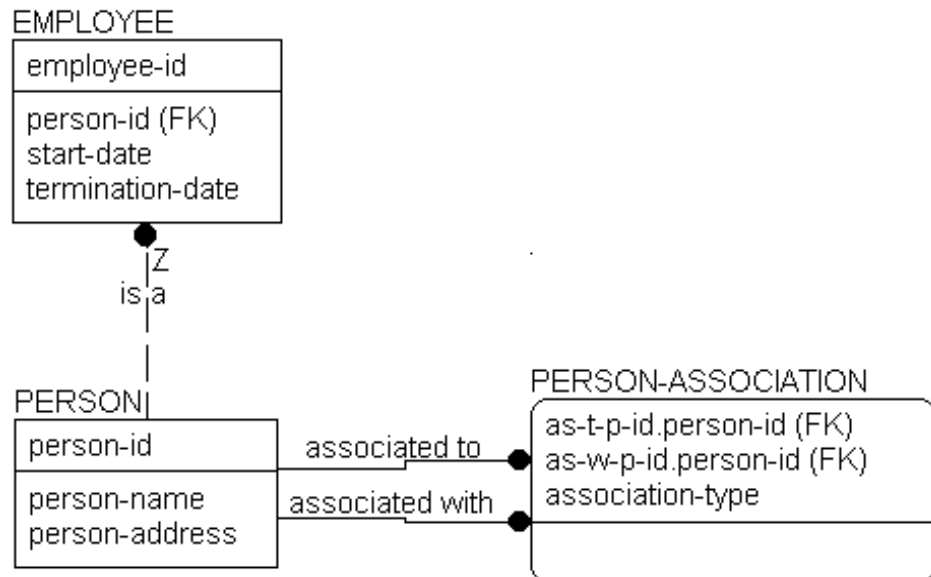 EMPLOYEE
employee-id
person-id (FK)
start-date
termination-date
Z
is a
PERSON
person-id
person-name
person-address
associated to
associated with
PERSON-ASSOCIATION
as-t-p-id.person-id (FK)
as-w-p-id.person-id (FK)
association-type